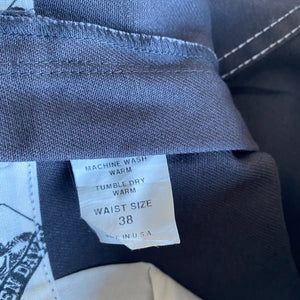 MACHINE WASH
WARM
TUMBLE DRY
WARM
WAIST SIZE
38
IN U.S.A.